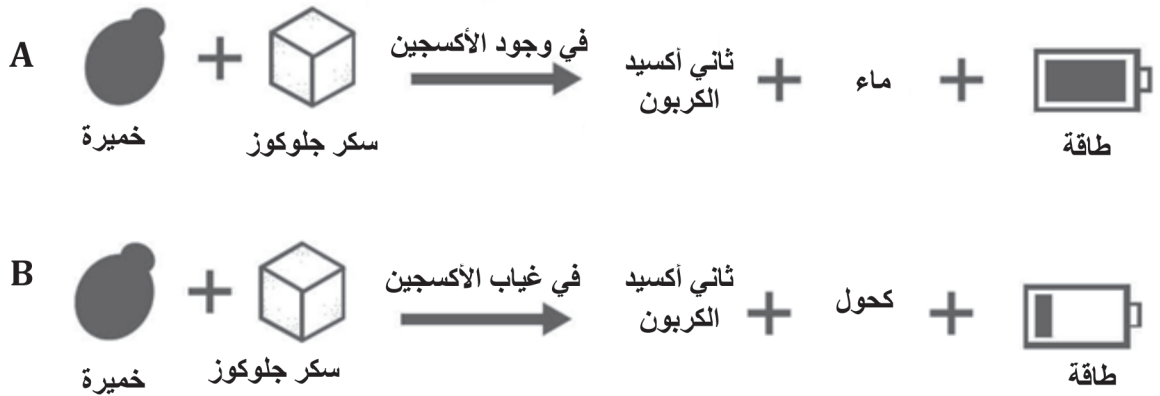 A
في وجود الأكسجين
ثاني أكسيد
الكربون
ماء
خميرة
سكر جلوكوز
طاقة
B
في غياب الأكسجين
ثاني أكسيد
الكربون
كحول
خميرة
سكر جلوكوز
طاقة